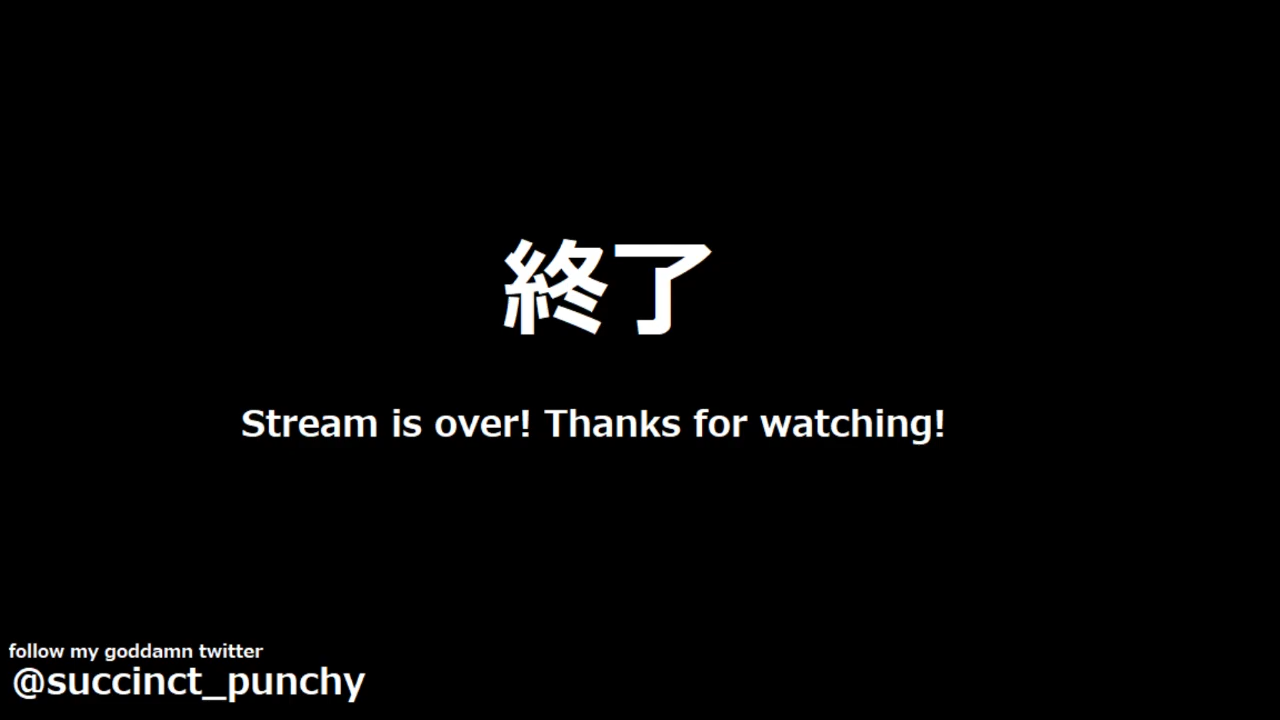 終了
Stream is over! Thanks for watching!
follow my goddamn twitter
@succinct_punchy